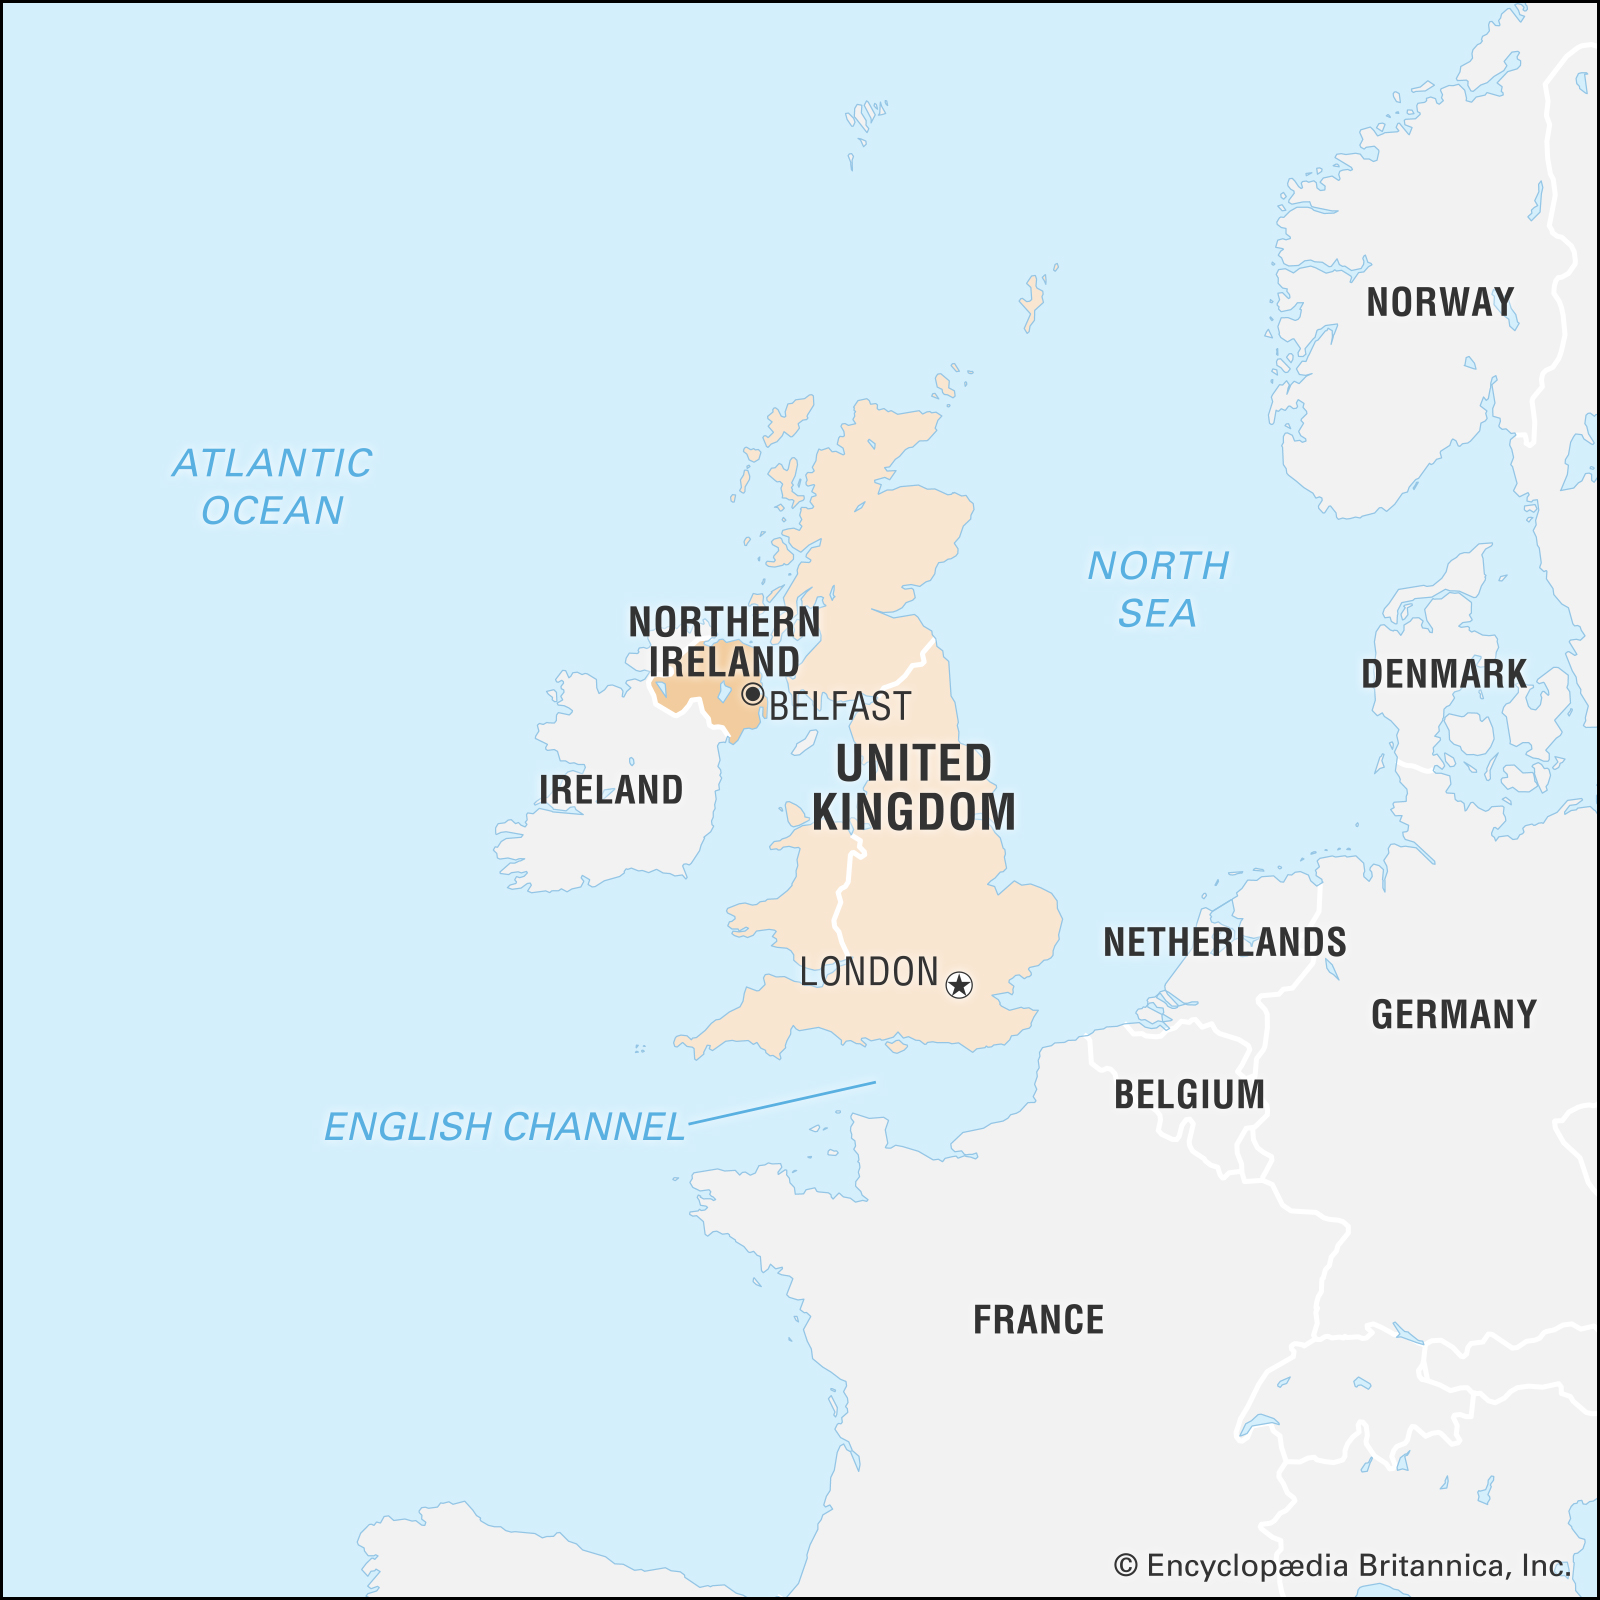 NORWAY
ATLANTIC
OCEAN
NORTH
SEA
NORTHERN
IRELAND
BELFAST
DENMARK
UNITED
KINGDOM
IRELAND
NETHERLANDS
LONDON
GERMANY
BELGIUM
ENGLISH CHANNEL
FRANCE
© Encyclopædia Britannica, Inc.